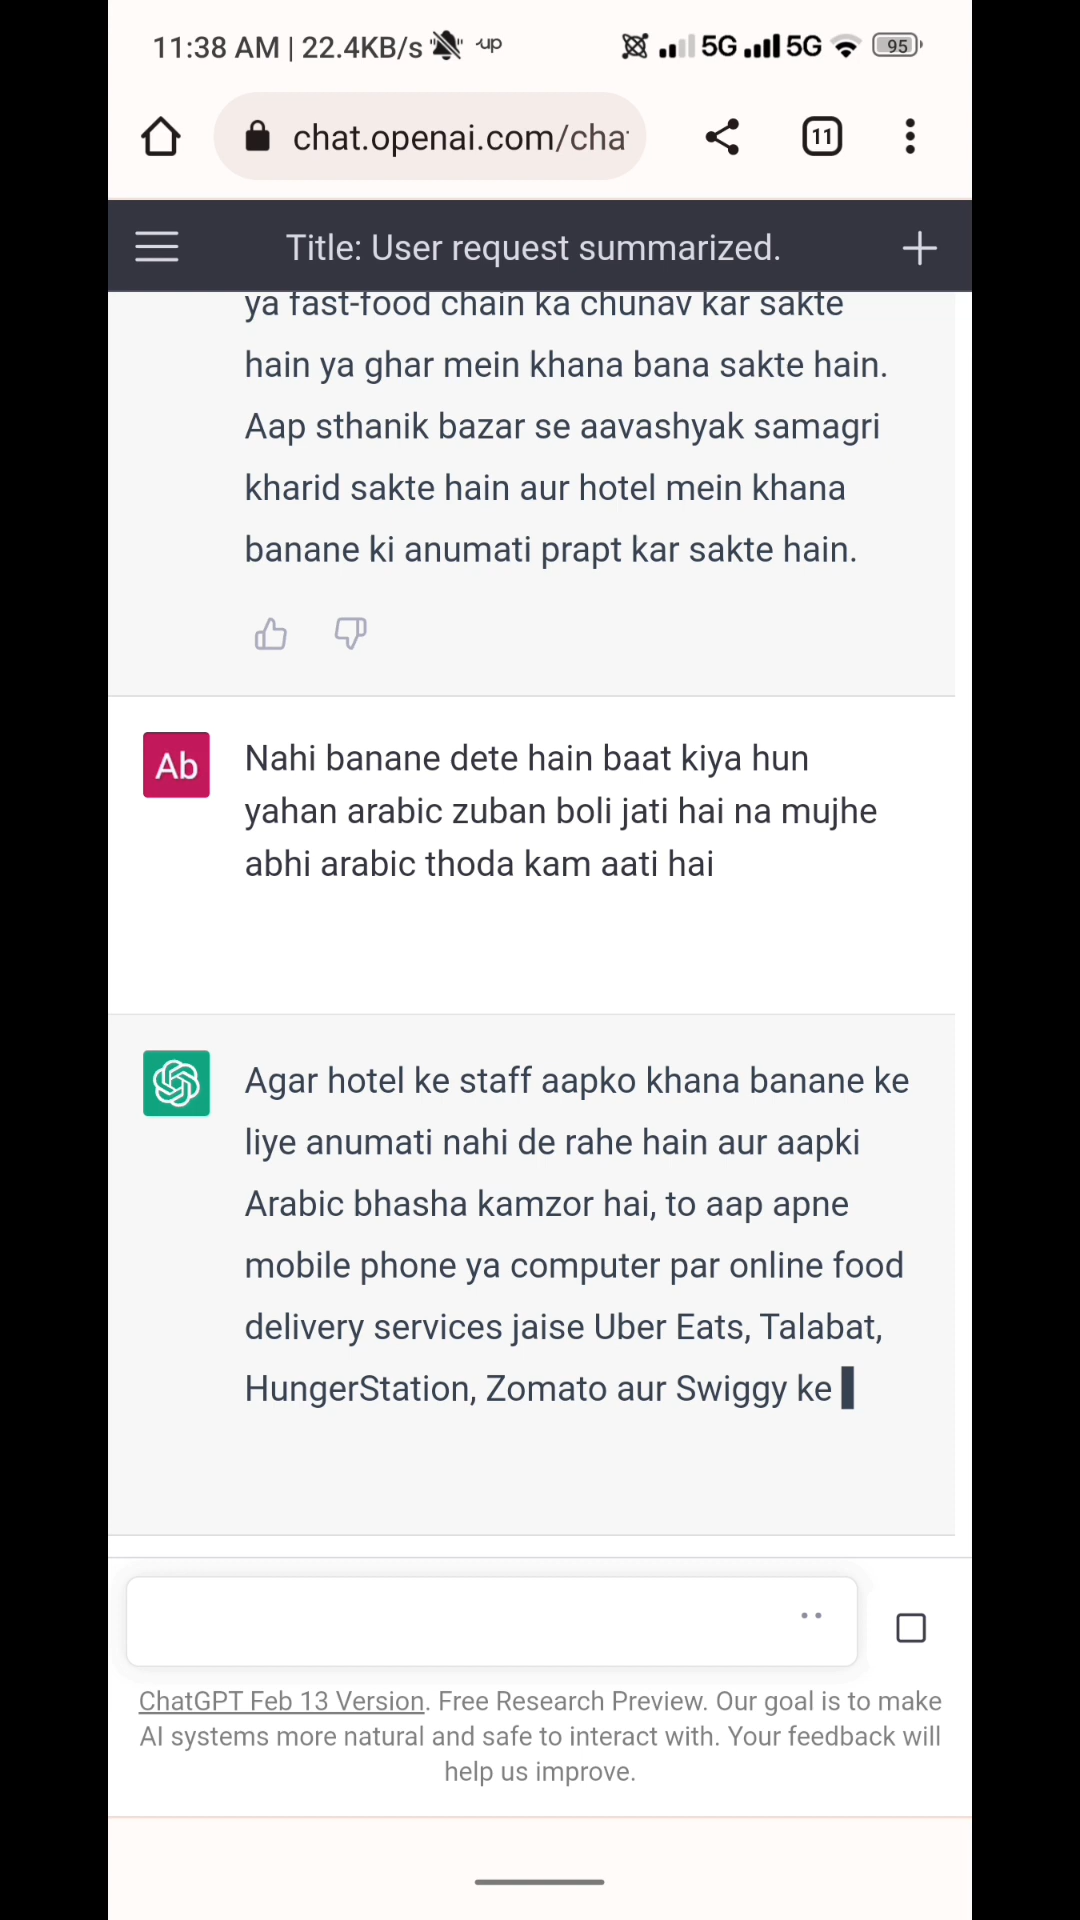 11:38 AM | 22.4KB/s up 5G 5G 95
chat.openai.com/cha
11
Title: User request summarized.
ya fast-food chain ka chunav kar sakte
hain ya ghar mein khana bana sakte hain.
Aap sthanik bazar se aavashyak samagri
kharid sakte hain aur hotel mein khana
banane ki anumati prapt kar sakte hain.
Ab
Nahi banane dete hain baat kiya hun
yahan arabic zuban boli jati hai na mujhe
abhi arabic thoda kam aati hai
Agar hotel ke staff aapko khana banane ke
liye anumati nahi de rahe hain aur aapki
Arabic bhasha kamzor hai, to aap apne
mobile phone ya computer par online food
delivery services jaise Uber Eats, Talabat,
HungerStation, Zomato aur Swiggy ke
ChatGPT Feb 13 Version. Free Research Preview. Our goal is to make
AI systems more natural and safe to interact with. Your feedback will
help us improve.